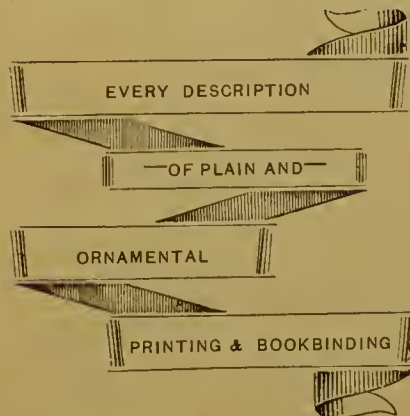 EVERY DESCRIPTION
—OF PLAIN AND—
ORNAMENTAL
PRINTING & BOOKBINDING